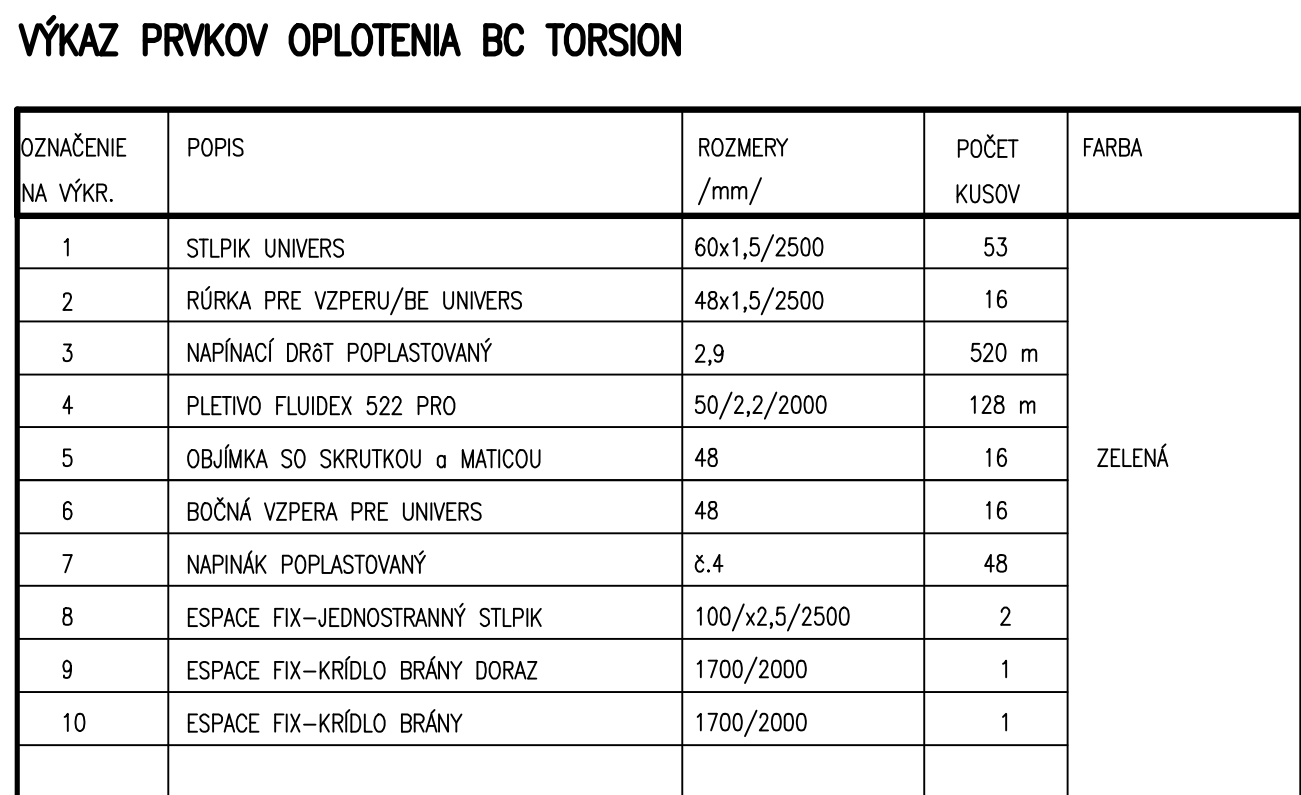 VÝKAZ PRVKOV OPLOTENIA BC TORSION
OZNAČENIE NA VÝKR. POPIS ROZMERY /mm/ POČET KUSOV FARBA
1 STLPIK UNIVERS 60x1,5/2500 53
2 RÚRKA PRE VZPERU/BE UNIVERS 48x1,5/2500 16
3 NAPÍNACÍ DRôT POPLASTOVANÝ 2,9 520 m
4 PLETIVO FLUIDEX 522 PRO 50/2,2/2000 128 m
5 OBJÍMKA SO SKRUTKOU a MATICOU 48 16 ZELENÁ
6 BOČNÁ VZPERA PRE UNIVERS 48 16
7 NAPINÁK POPLASTOVANÝ č.4 48
8 ESPACE FIX-JEDNOSTRANNÝ STLPIK 100/x2,5/2500 2
9 ESPACE FIX-KRÍDLO BRÁNY DORAZ 1700/2000 1
10 ESPACE FIX-KRÍDLO BRÁNY 1700/2000 1